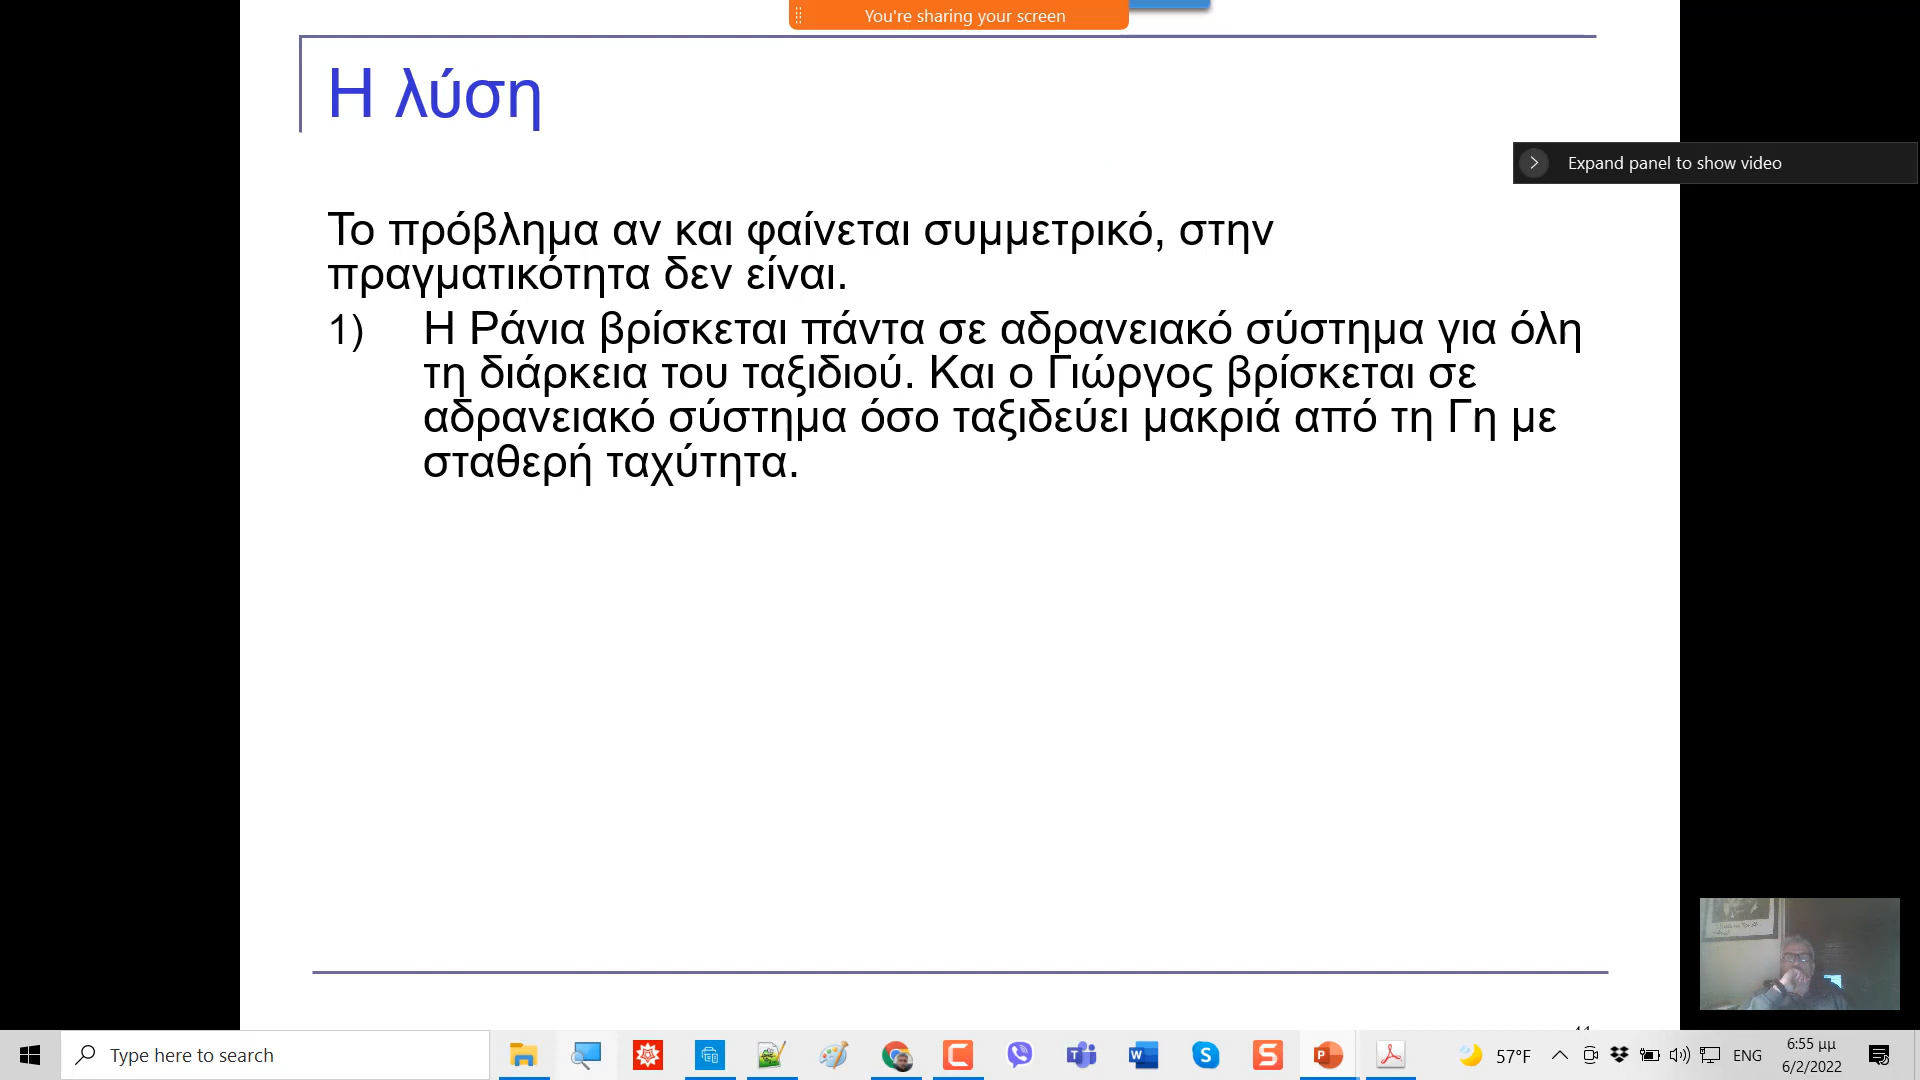 You're sharing your screen
Η λύση
Expand panel to show video
Το πρόβλημα αν και φαίνεται συμμετρικό, στην
πραγματικότητα δεν είναι.
1) Η Ράνια βρίσκεται πάντα σε αδρανειακό σύστημα για όλη
τη διάρκεια του ταξιδιού. Και ο Γιώργος βρίσκεται σε
αδρανειακό σύστημα όσο ταξιδεύει μακριά από τη Γη με
σταθερή ταχύτητα.
Type here to search
57°F
ENG
6:55 μμ
6/2/2022